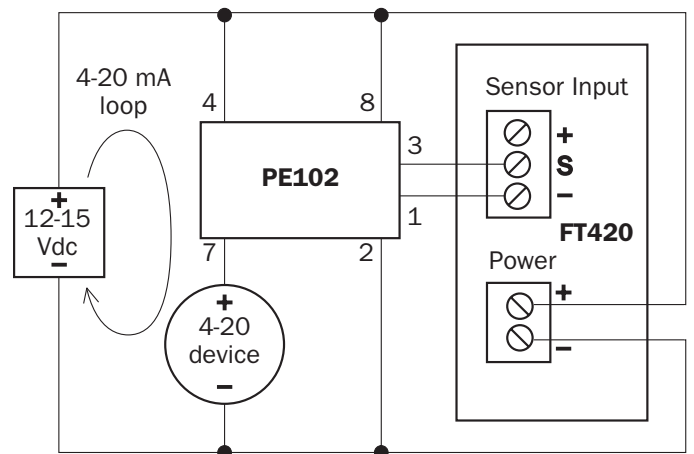 4-20 mA
loop
4
8
Sensor Input
+
3
S
PE102
−
1
FT420
+
12-15
Vdc
−
7
2
Power
+
−
+
4-20
device
−